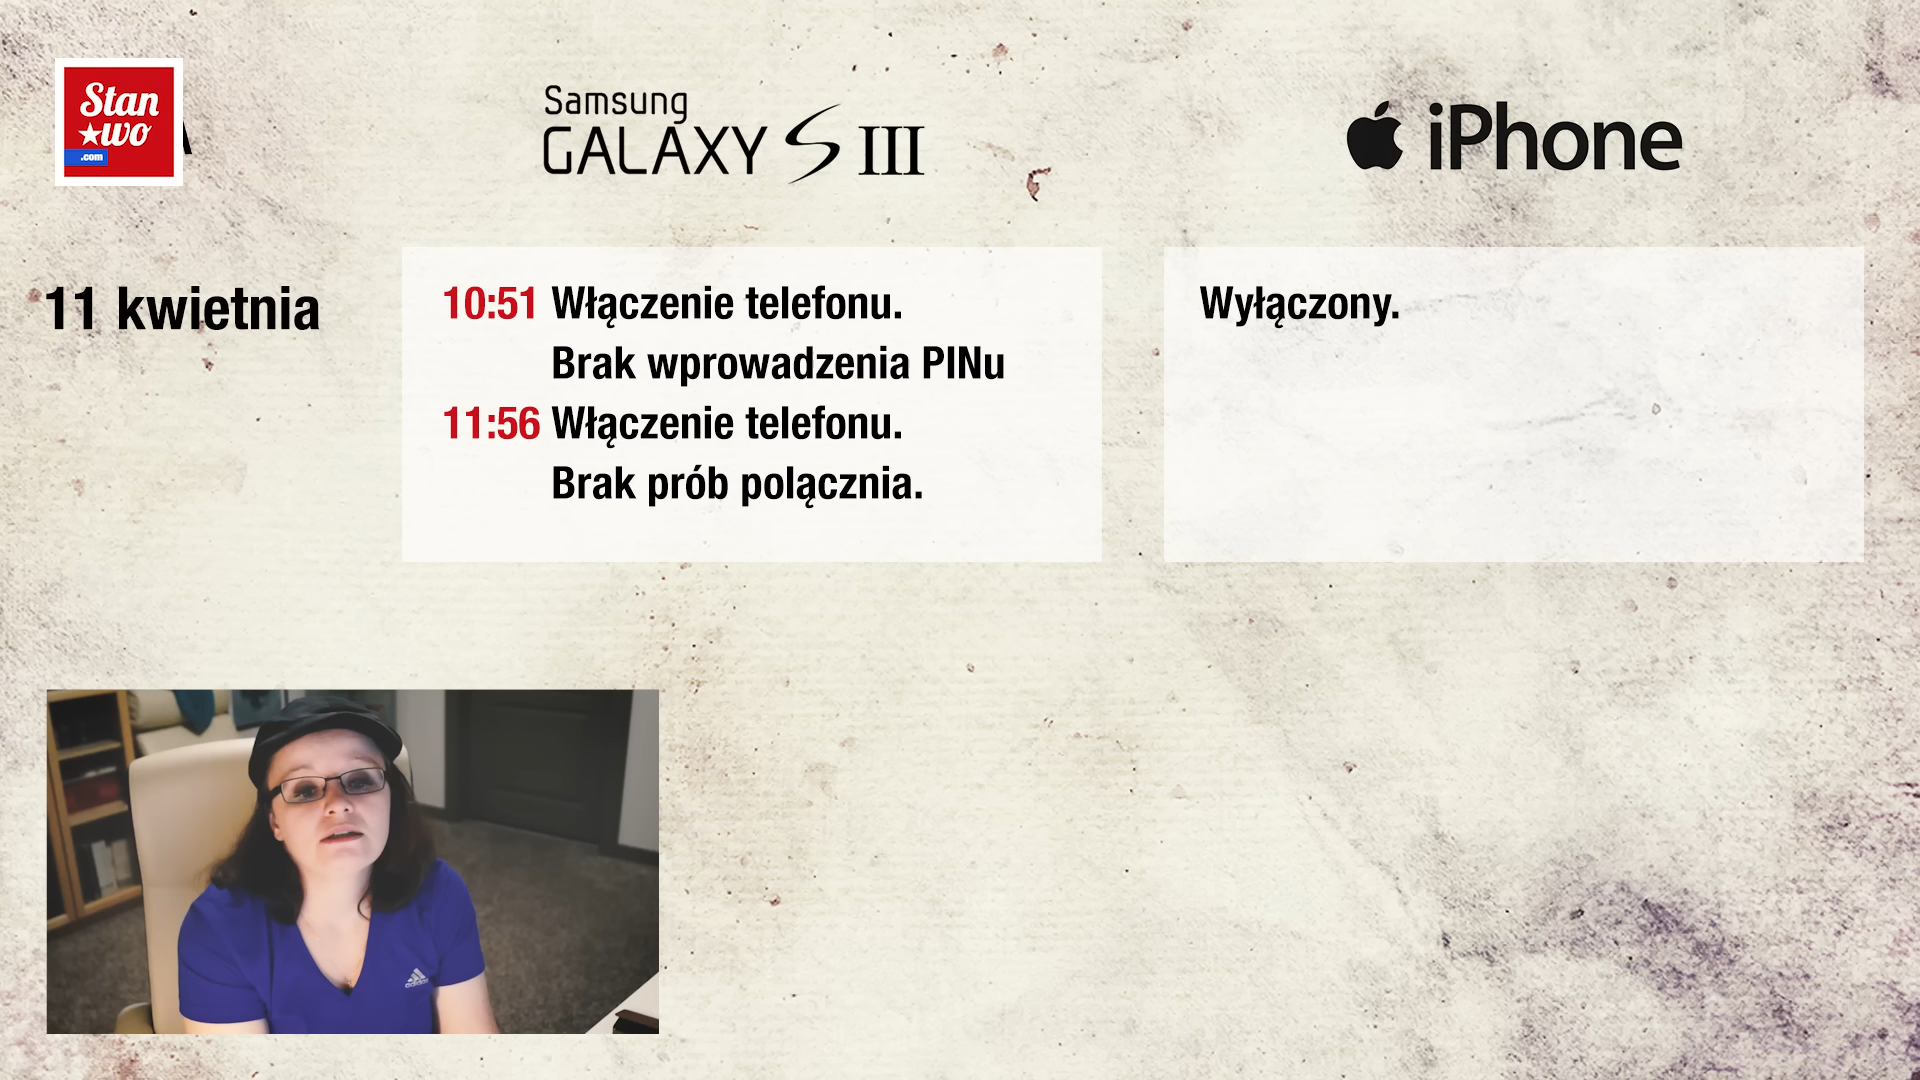 Stan
★wo
.com
Samsung
GALAXY S III
iPhone
11 kwietnia
10:51 Włączenie telefonu.
Brak wprowadzenia PINu
11:56 Włączenie telefonu.
Brak prób polącznia.
Wyłączony.
adidas